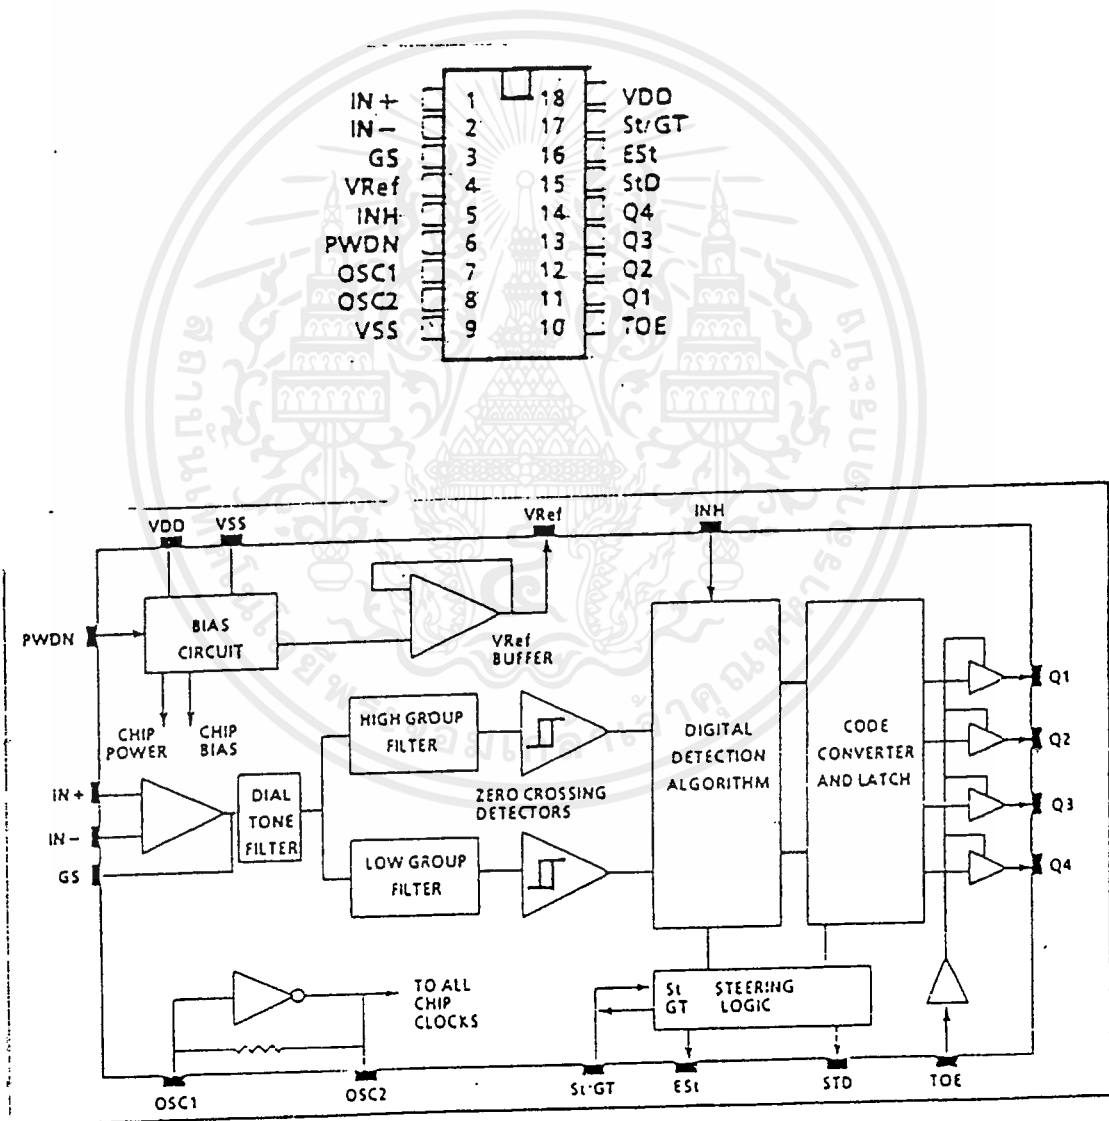 IN+ 1 18 VDD
IN- 2 17 St/GT
GS 3 16 ESt
VRef 4 15 StD
INH 5 14 Q4
PWDN 6 13 Q3
OSC1 7 12 Q2
OSC2 8 11 Q1
VSS 9 10 TOE
VDD VSS VRef INH
PWDN
BIAS
CIRCUIT
VRef
BUFFER
CHIP
POWER
CHIP
BIAS
HIGH GROUP
FILTER
DIGITAL
DETECTION
ALGORITHM
CODE
CONVERTER
AND LATCH
Q1
Q2
Q3
Q4
IN+
IN-
GS
DIAL
TONE
FILTER
ZERO CROSSING
DETECTORS
LOW GROUP
FILTER
TO ALL
CHIP
CLOCKS
St STEERING
GT LOGIC
OSC1 OSC2 St·GT ESt STD TOE